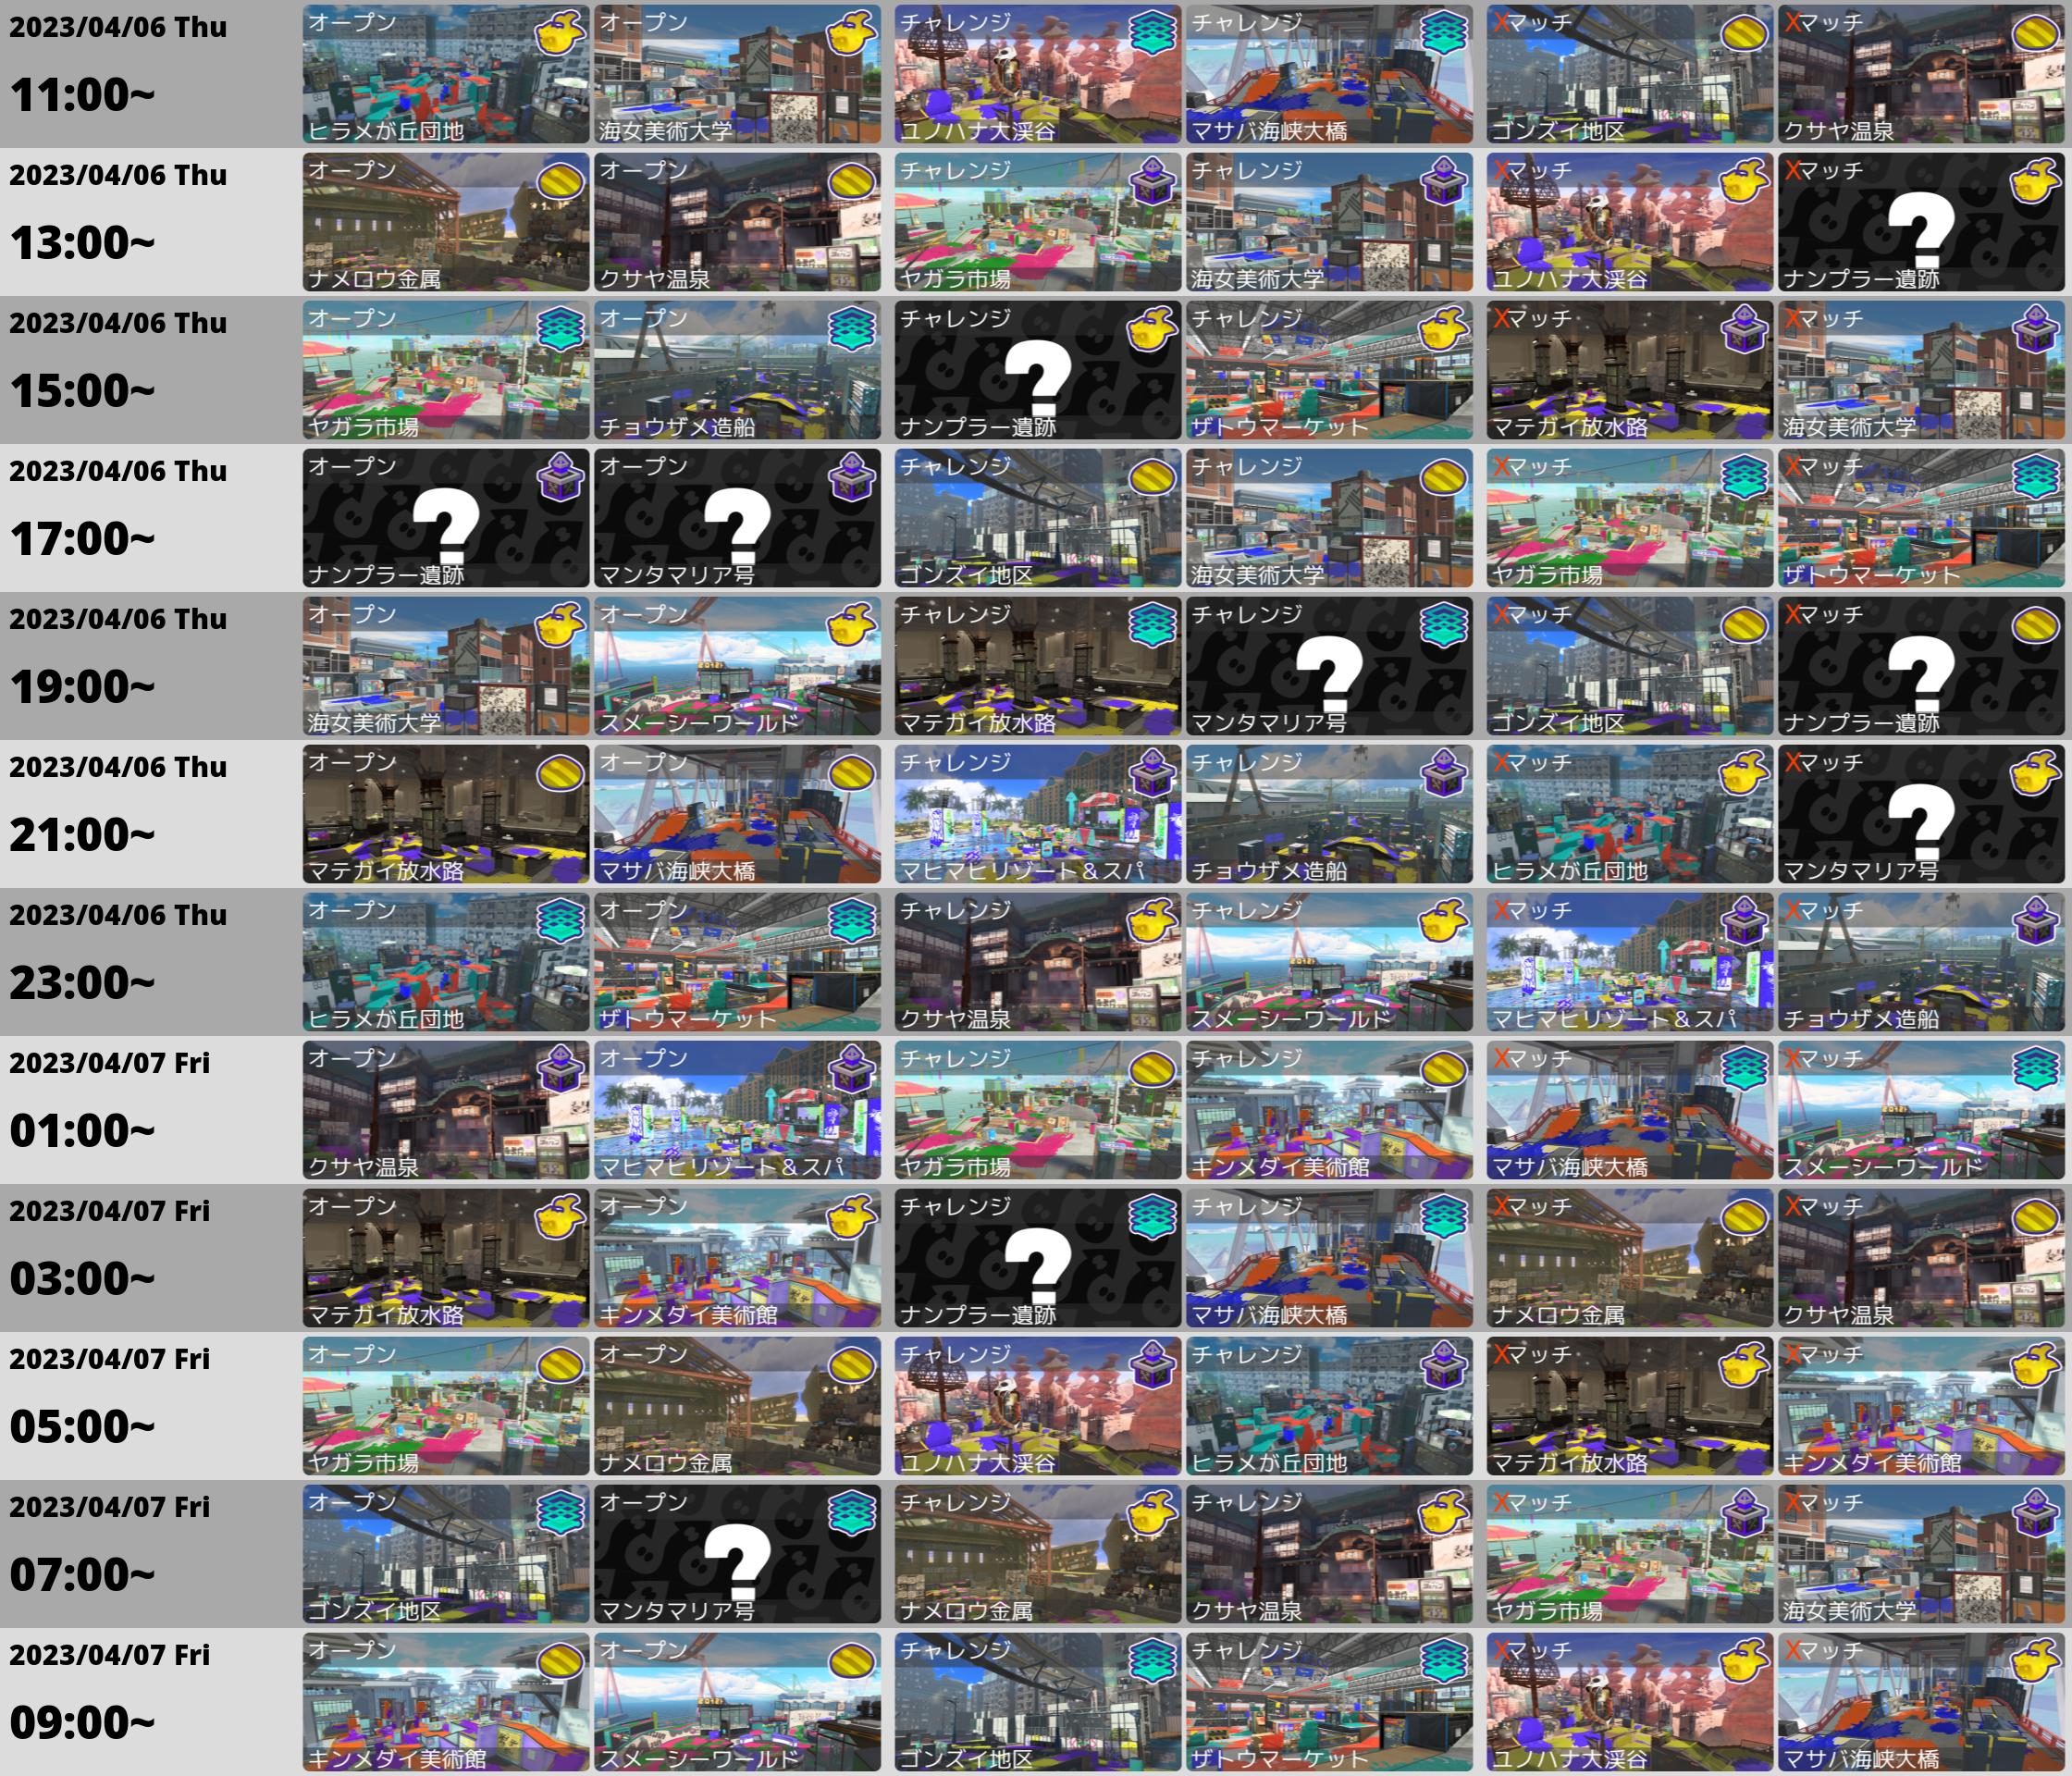 2023/04/06 Thu
11:00~
オープン
ヒラメが丘団地
オープン
海女美術大学
チャレンジ
ユノハナ大渓谷
チャレンジ
マサバ海峡大橋
Xマッチ
ゴンズイ地区
Xマッチ
クサヤ温泉
2023/04/06 Thu
13:00~
オープン
ナメロウ金属
オープン
クサヤ温泉
チャレンジ
ヤガラ市場
チャレンジ
海女美術大学
Xマッチ
ユノハナ大渓谷
Xマッチ
?
ナンプラー遺跡
2023/04/06 Thu
15:00~
オープン
ヤガラ市場
オープン
チョウザメ造船
チャレンジ
?
ナンプラー遺跡
チャレンジ
ザトウマーケット
Xマッチ
マテガイ放水路
Xマッチ
海女美術大学
2023/04/06 Thu
17:00~
オープン
?
ナンプラー遺跡
オープン
?
マンタマリア号
チャレンジ
ゴンズイ地区
チャレンジ
海女美術大学
Xマッチ
ヤガラ市場
Xマッチ
ザトウマーケット
2023/04/06 Thu
19:00~
オープン
海女美術大学
オープン
スメーシーワールド
チャレンジ
マテガイ放水路
チャレンジ
?
マンタマリア号
Xマッチ
ゴンズイ地区
Xマッチ
?
ナンプラー遺跡
2023/04/06 Thu
21:00~
オープン
マテガイ放水路
オープン
マサバ海峡大橋
チャレンジ
マヒマヒリゾート＆スパ
チャレンジ
チョウザメ造船
Xマッチ
ヒラメが丘団地
Xマッチ
?
マンタマリア号
2023/04/06 Thu
23:00~
オープン
ヒラメが丘団地
オープン
ザトウマーケット
チャレンジ
クサヤ温泉
チャレンジ
スメーシーワールド
Xマッチ
マヒマヒリゾート＆スパ
Xマッチ
チョウザメ造船
2023/04/07 Fri
01:00~
オープン
クサヤ温泉
オープン
マヒマヒリゾート＆スパ
チャレンジ
ヤガラ市場
チャレンジ
キンメダイ美術館
Xマッチ
マサバ海峡大橋
Xマッチ
スメーシーワールド
2023/04/07 Fri
03:00~
オープン
マテガイ放水路
オープン
キンメダイ美術館
チャレンジ
?
ナンプラー遺跡
チャレンジ
マサバ海峡大橋
Xマッチ
ナメロウ金属
Xマッチ
クサヤ温泉
2023/04/07 Fri
05:00~
オープン
ヤガラ市場
オープン
ナメロウ金属
チャレンジ
ユノハナ大渓谷
チャレンジ
ヒラメが丘団地
Xマッチ
マテガイ放水路
Xマッチ
キンメダイ美術館
2023/04/07 Fri
07:00~
オープン
ゴンズイ地区
オープン
?
マンタマリア号
チャレンジ
ナメロウ金属
チャレンジ
クサヤ温泉
Xマッチ
ヤガラ市場
Xマッチ
海女美術大学
2023/04/07 Fri
09:00~
オープン
キンメダイ美術館
オープン
スメーシーワールド
チャレンジ
ゴンズイ地区
チャレンジ
ザトウマーケット
Xマッチ
ユノハナ大渓谷
Xマッチ
マサバ海峡大橋